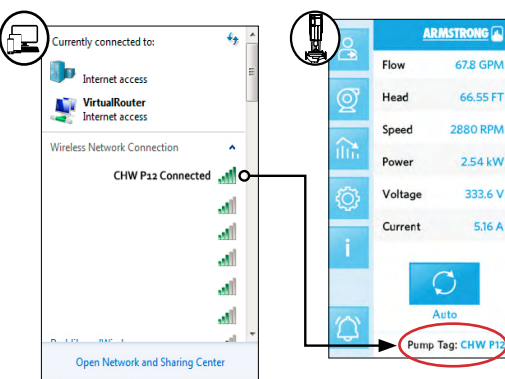 Currently connected to:
Internet access
VirtualRouter
Internet access
Wireless Network Connection
CHW P12 Connected
Open Network and Sharing Center
ARMSTRONG
Flow 67.8 GPM
Head 66.55 FT
Speed 2880 RPM
Power 2.54 kW
Voltage 333.6 V
Current 5.16 A
i
Auto
Pump Tag: CHW P12